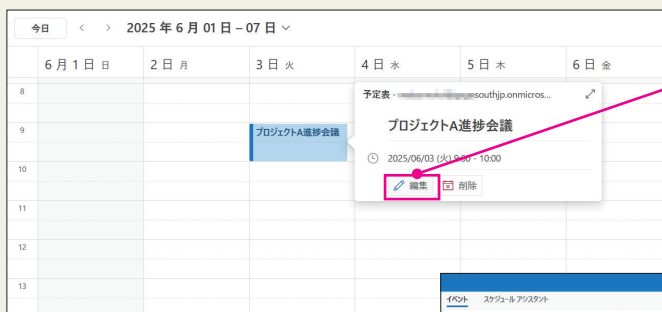 今日 2025 年 6 月 01 日 – 07 日
6 月 1 日 日 2 日 月 3 日 火 4 日 水 5 日 木 6 日 金
8
予定表 - southjp.onmicros...
9
プロジェクトA進捗会議
プロジェクトA進捗会議
2025/06/03 (火) 9:00 - 10:00
10
編集 削除
11
12
13
イベント スケジュール アシスタント